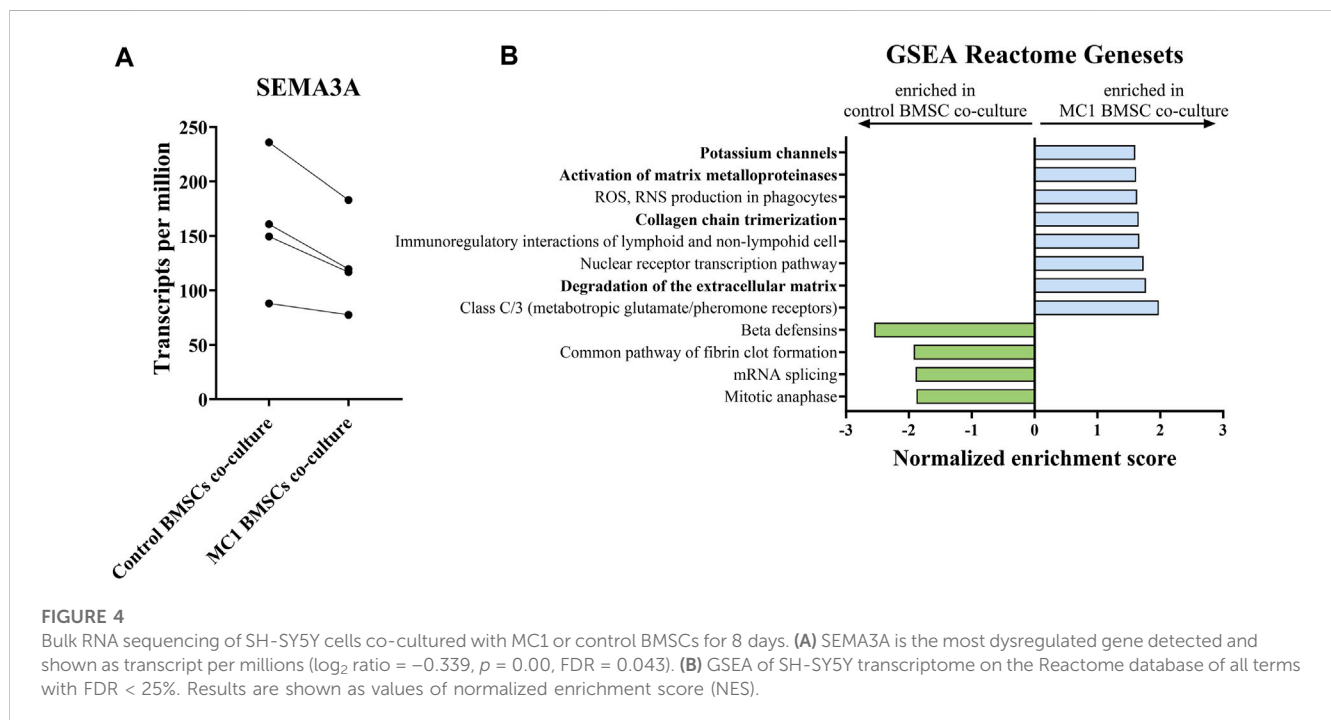 A
SEMA3A
Transcripts per million
250
200
150
100
50
0
Control BMSCs co-culture
MC1 BMSCs co-culture
B
GSEA Reactome Genesets
enriched in
control BMSC co-culture
enriched in
MC1 BMSC co-culture
Potassium channels
Activation of matrix metalloproteinases
ROS, RNS production in phagocytes
Collagen chain trimerization
Immunoregulatory interactions of lymphoid and non-lympohid cell
Nuclear receptor transcription pathway
Degradation of the extracellular matrix
Class C/3 (metabotropic glutamate/pheromone receptors)
Beta defensins
Common pathway of fibrin clot formation
mRNA splicing
Mitotic anaphase
-3 -2 -1 0 1 2 3
Normalized enrichment score
FIGURE 4
Bulk RNA sequencing of SH-SY5Y cells co-cultured with MC1 or control BMSCs for 8 days. (A) SEMA3A is the most dysregulated gene detected and
shown as transcript per millions (log₂ ratio = −0.339, p = 0.00, FDR = 0.043). (B) GSEA of SH-SY5Y transcriptome on the Reactome database of all terms
with FDR < 25%. Results are shown as values of normalized enrichment score (NES).